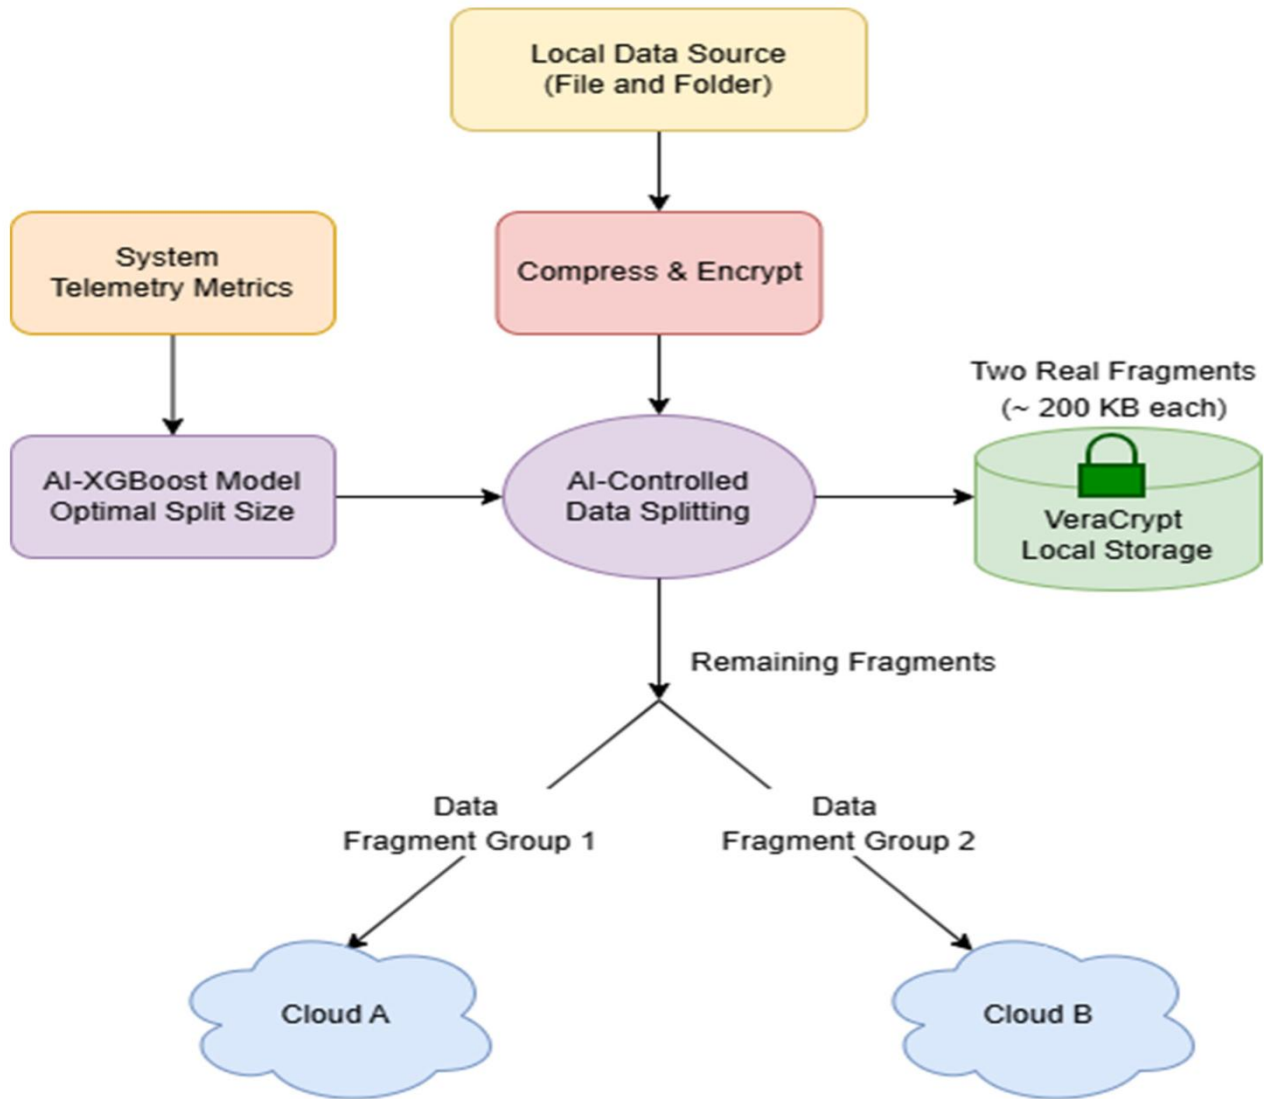 Local Data Source
(File and Folder)
System
Telemetry Metrics
Compress & Encrypt
Two Real Fragments
(~ 200 KB each)
AI-XGBoost Model
Optimal Split Size
AI-Controlled
Data Splitting
VeraCrypt
Local Storage
Remaining Fragments
Data
Fragment Group 1
Data
Fragment Group 2
Cloud A
Cloud B